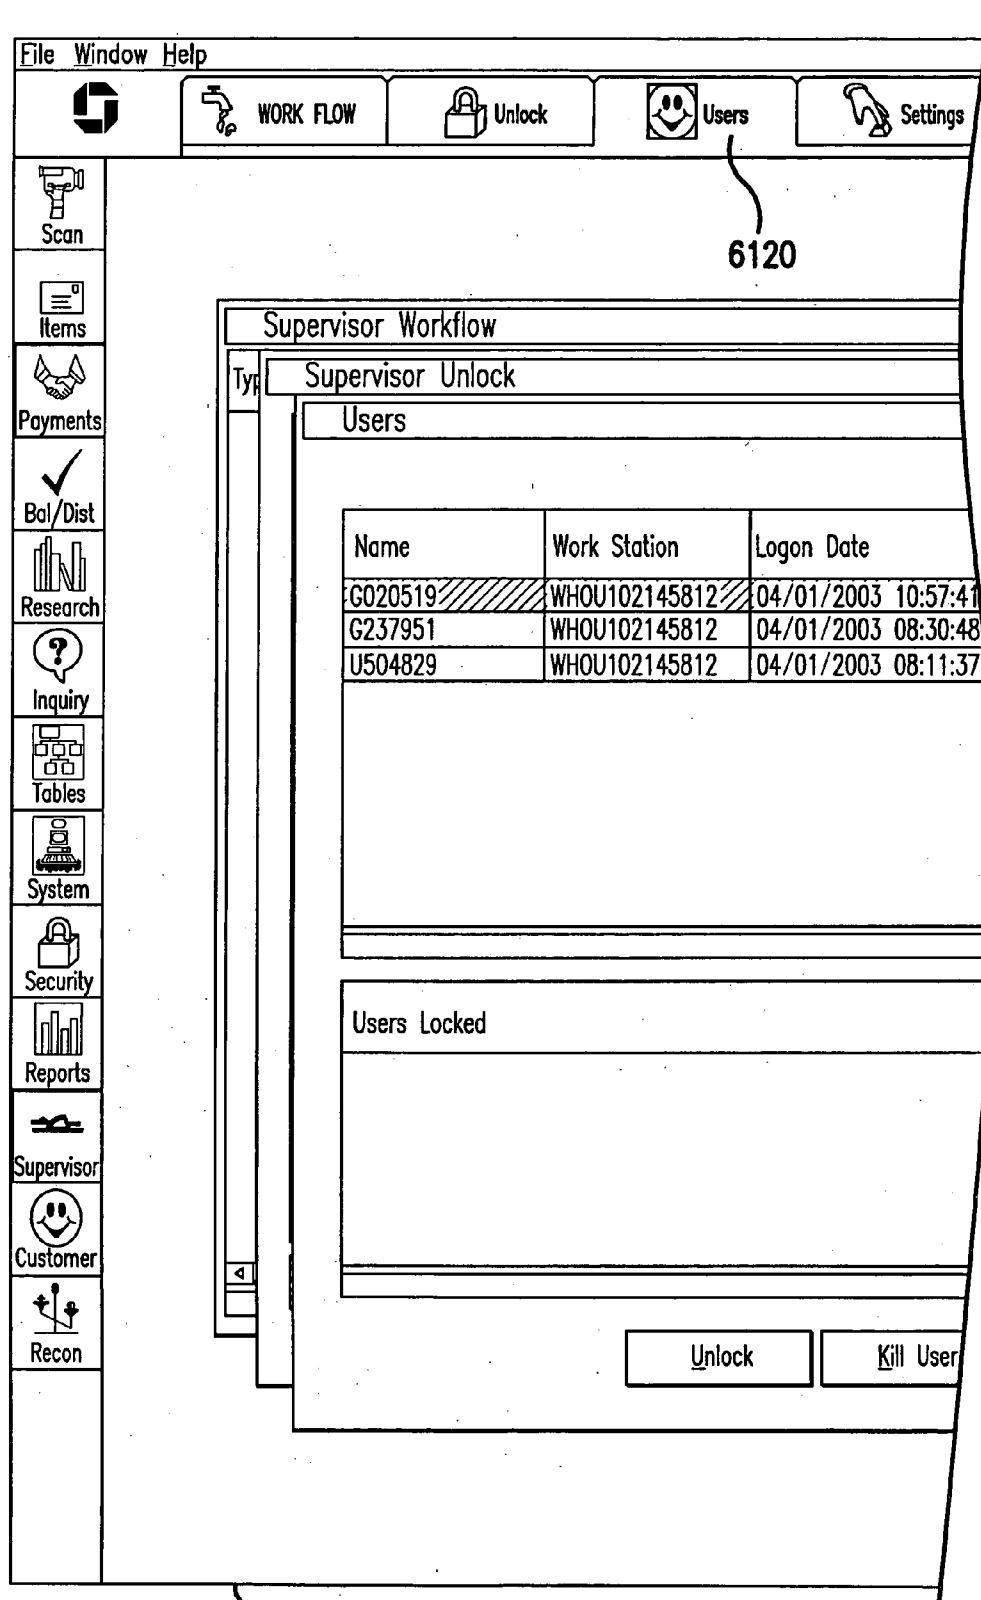 File Window Help
WORK FLOW
Unlock
Users
Settings
6120
Scan
Items
Payments
Bal/Dist
Research
Inquiry
Tables
System
Security
Reports
Supervisor
Customer
Recon
Supervisor Workflow
Typ
Supervisor Unlock
Users
Name Work Station Logon Date
G020519 WHOU102145812 04/01/2003 10:57:41
G237951 WHOU102145812 04/01/2003 08:30:48
U504829 WHOU102145812 04/01/2003 08:11:37
Users Locked
Unlock
Kill User